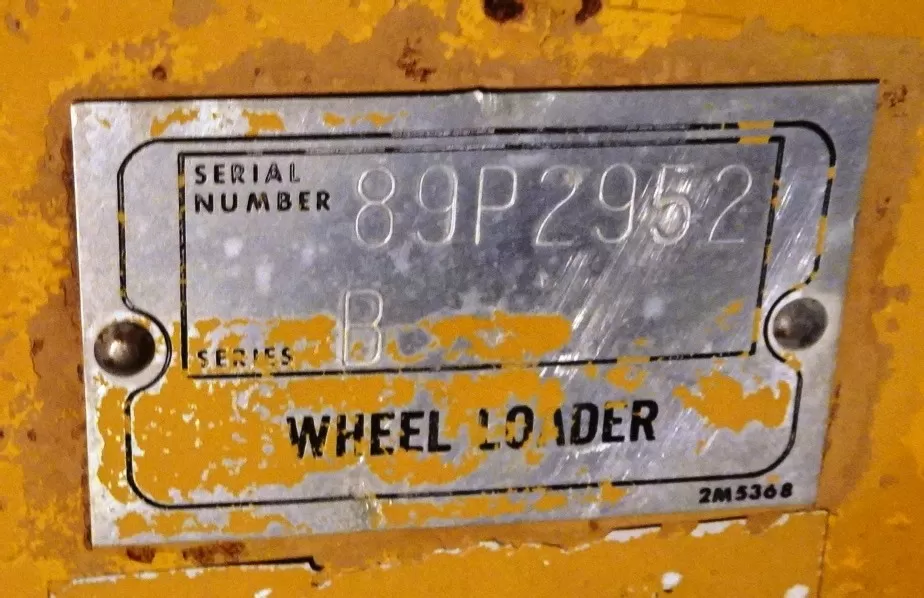 SERIAL
NUMBER 89P2952
SERIES B
WHEEL LOADER
2M5368